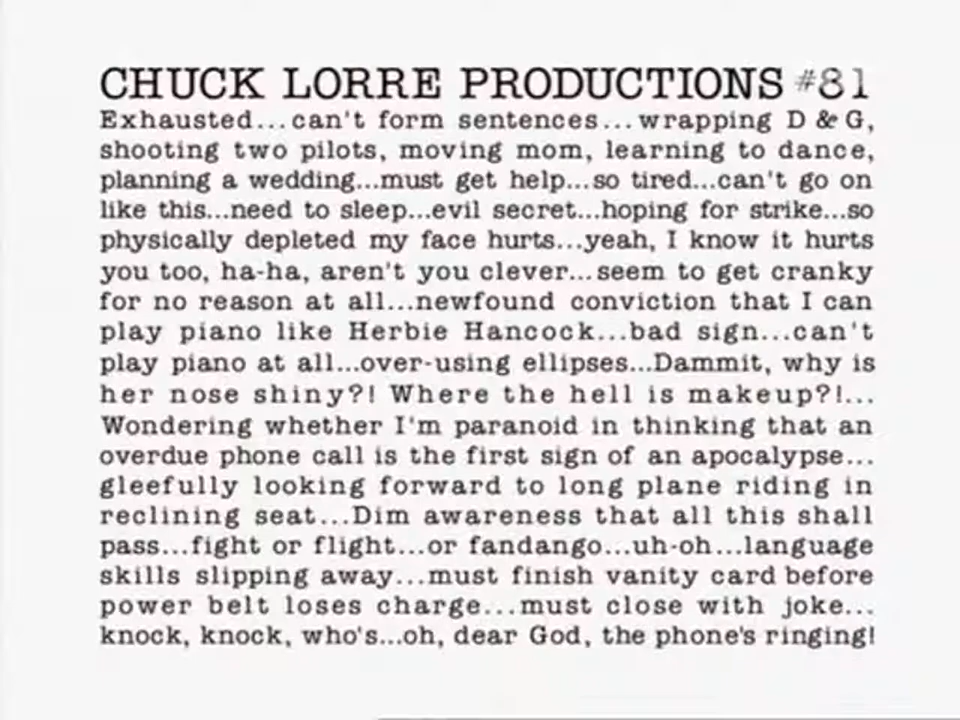 CHUCK LORRE PRODUCTIONS #81
Exhausted...can't form sentences...wrapping D & G,
shooting two pilots, moving mom, learning to dance,
planning a wedding...must get help...so tired...can't go on
like this...need to sleep...evil secret...hoping for strike...so
physically depleted my face hurts...yeah, I know it hurts
you too, ha-ha, aren't you clever...seem to get cranky
for no reason at all...newfound conviction that I can
play piano like Herbie Hancock...bad sign...can't
play piano at all...over-using ellipses...Dammit, why is
her nose shiny?! Where the hell is makeup?!...
Wondering whether I'm paranoid in thinking that an
overdue phone call is the first sign of an apocalypse...
gleefully looking forward to long plane riding in
reclining seat...Dim awareness that all this shall
pass...fight or flight...or fandango...uh-oh...language
skills slipping away...must finish vanity card before
power belt loses charge...must close with joke...
knock, knock, who's...oh, dear God, the phone's ringing!